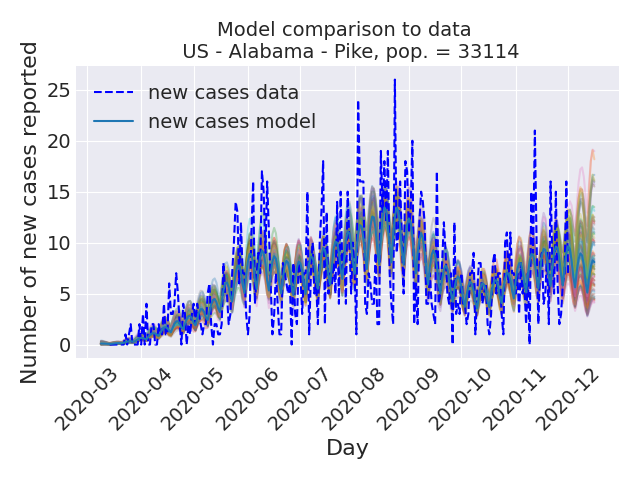 Model comparison to data
US - Alabama - Pike, pop. = 33114
Number of new cases reported
25
20
15
10
5
0
new cases data
new cases model
2020-03
2020-04
2020-05
2020-06
2020-07
2020-08
2020-09
2020-10
2020-11
2020-12
Day